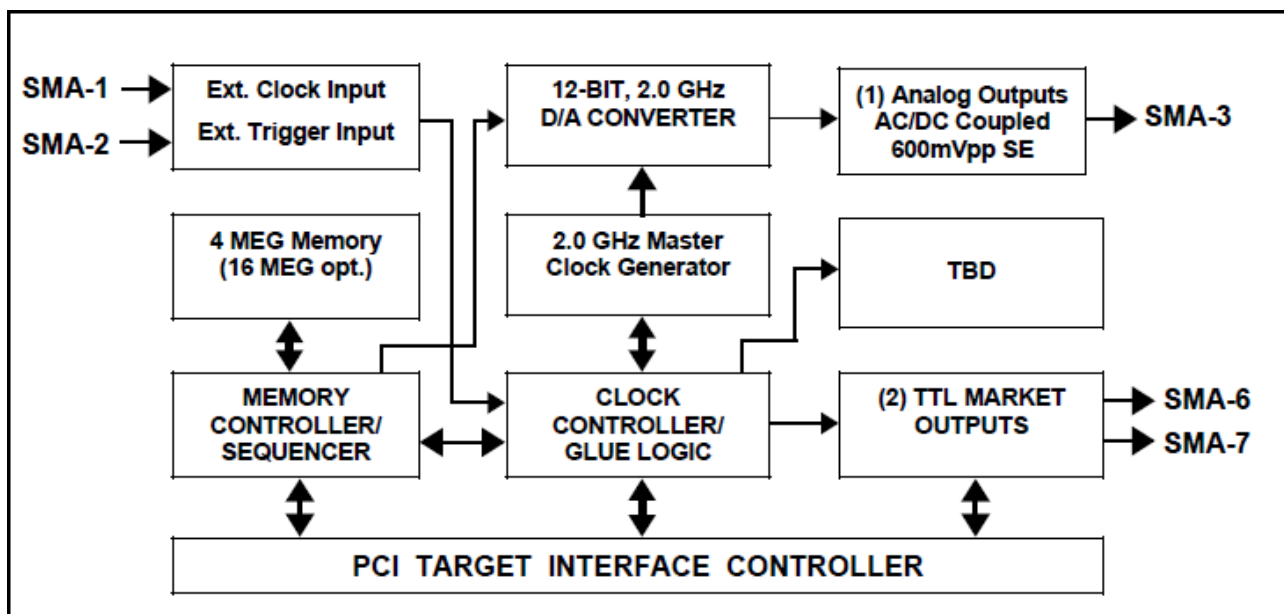 SMA-1
SMA-2
Ext. Clock Input
Ext. Trigger Input
12-BIT, 2.0 GHz
D/A CONVERTER
(1) Analog Outputs
AC/DC Coupled
600mVpp SE
SMA-3
4 MEG Memory
(16 MEG opt.)
2.0 GHz Master
Clock Generator
TBD
MEMORY
CONTROLLER/
SEQUENCER
CLOCK
CONTROLLER/
GLUE LOGIC
(2) TTL MARKET
OUTPUTS
SMA-6
SMA-7
PCI TARGET INTERFACE CONTROLLER